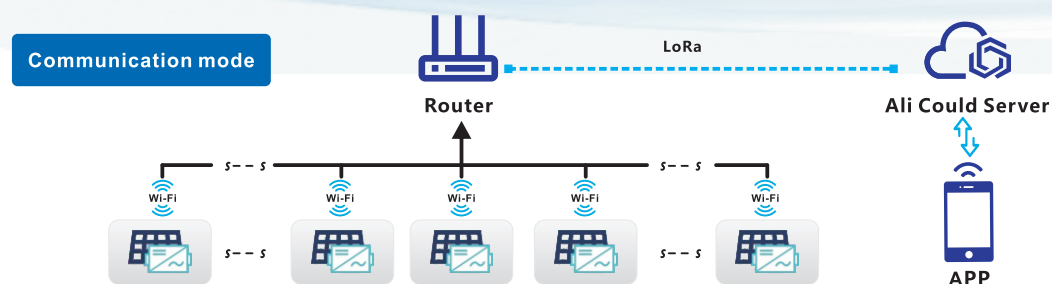 Communication mode
LoRa
Router
Ali Could Server
s-- s
s-- s
Wi-Fi
Wi-Fi
Wi-Fi
Wi-Fi
Wi-Fi
s-- s
s-- s
APP